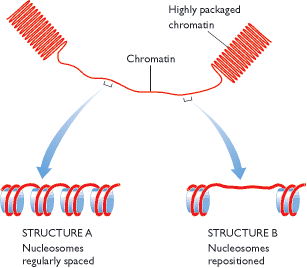 Highly packaged
chromatin
Chromatin
STRUCTURE A
Nucleosomes
regularly spaced
STRUCTURE B
Nucleosomes
repositioned